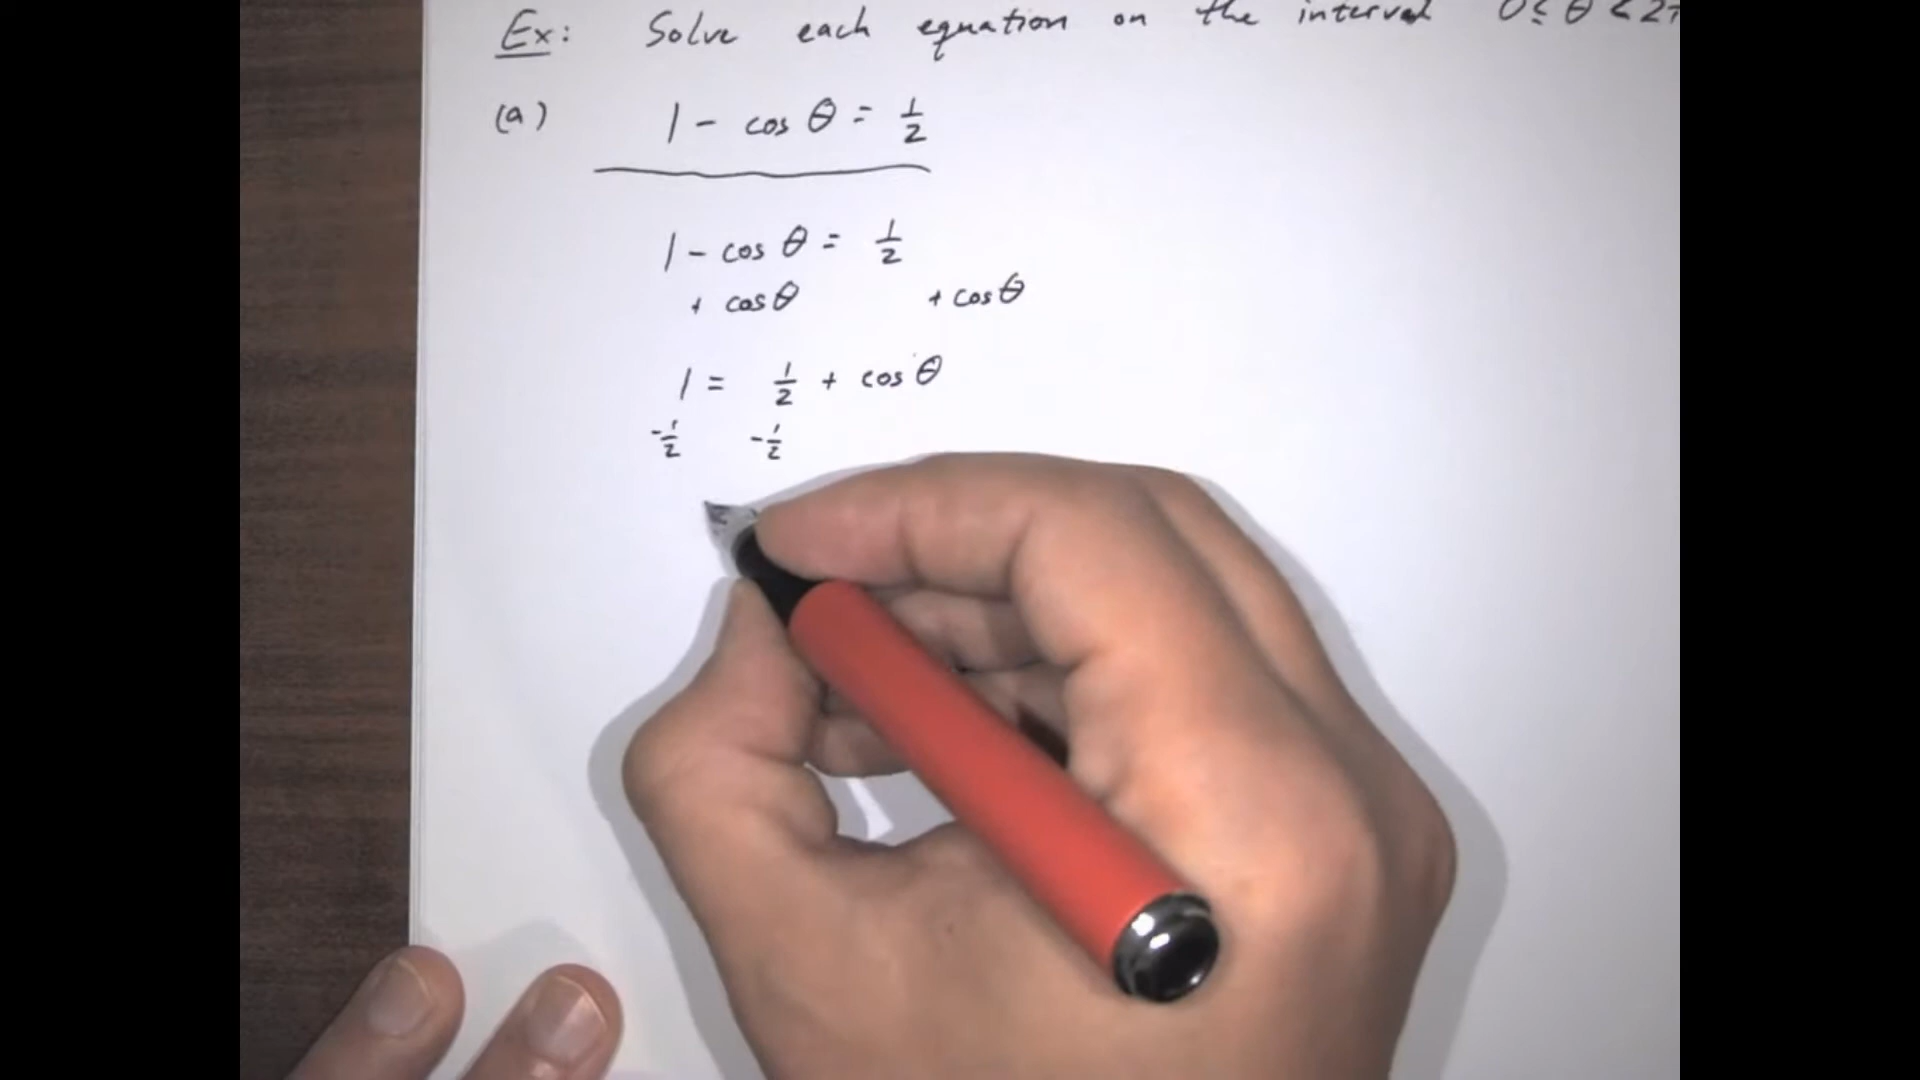 Ex: Solve each equation on the interval 0 ≤ θ < 2π
(a) 1 - cos θ = 1/2
1 - cos θ = 1/2
+ cos θ + cos θ
1 = 1/2 + cos θ
-1/2 -1/2